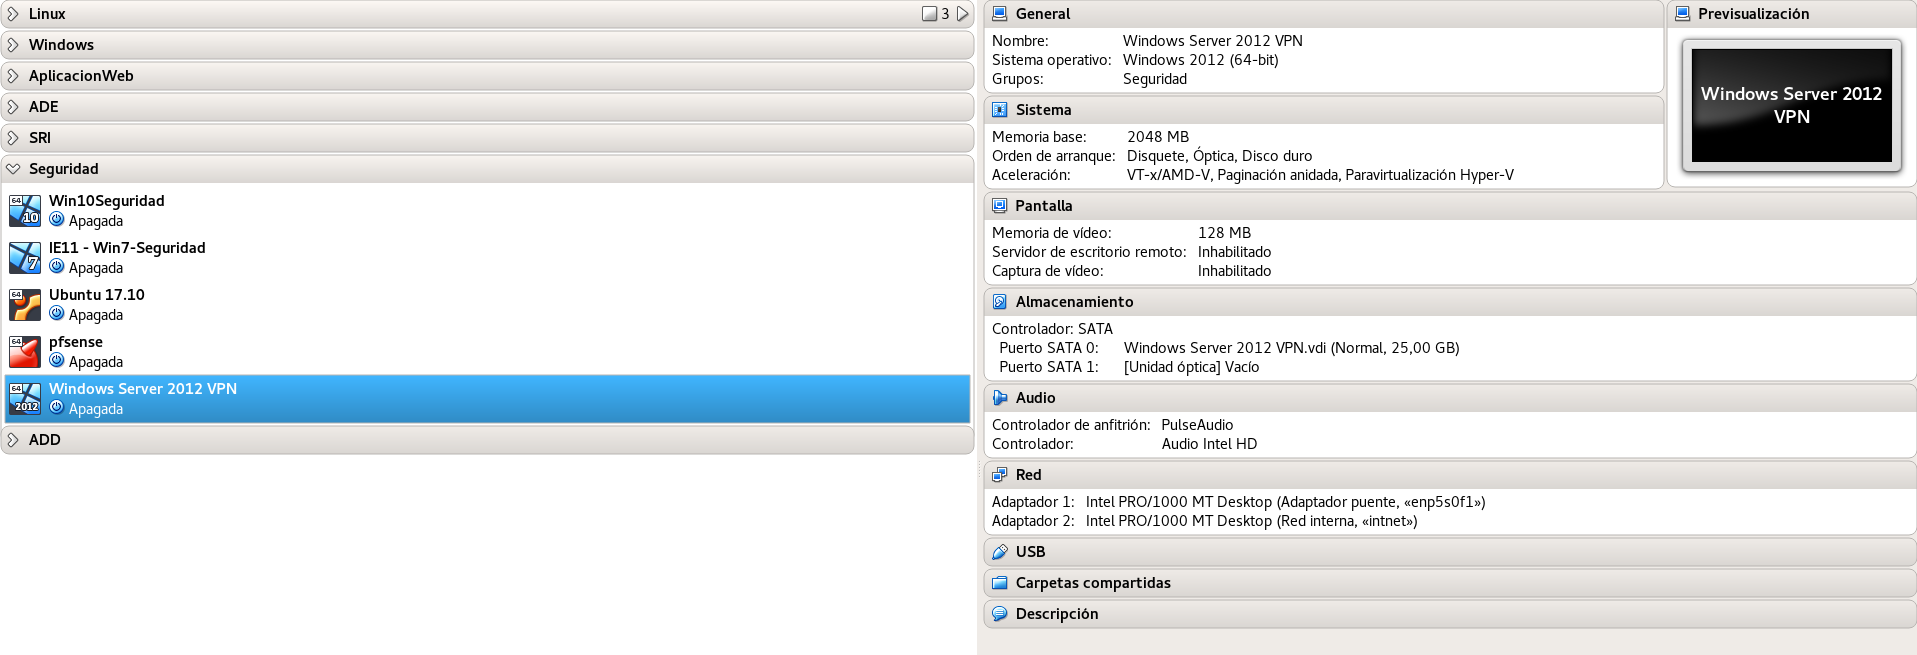 Linux 3
Windows
AplicacionWeb
ADE
SRI
Seguridad
64 10 Win10Seguridad
Apagada
7 IE11 - Win7-Seguridad
Apagada
64 Ubuntu 17.10
Apagada
64 pfsense
Apagada
64 2012 Windows Server 2012 VPN
Apagada
ADD
General
Nombre: Windows Server 2012 VPN
Sistema operativo: Windows 2012 (64-bit)
Grupos: Seguridad
Previsualización
Windows Server 2012
VPN
Sistema
Memoria base: 2048 MB
Orden de arranque: Disquete, Óptica, Disco duro
Aceleración: VT-x/AMD-V, Paginación anidada, Paravirtualización Hyper-V
Pantalla
Memoria de vídeo: 128 MB
Servidor de escritorio remoto: Inhabilitado
Captura de vídeo: Inhabilitado
Almacenamiento
Controlador: SATA
Puerto SATA 0: Windows Server 2012 VPN.vdi (Normal, 25,00 GB)
Puerto SATA 1: [Unidad óptica] Vacío
Audio
Controlador de anfitrión: PulseAudio
Controlador: Audio Intel HD
Red
Adaptador 1: Intel PRO/1000 MT Desktop (Adaptador puente, «enp5s0f1»)
Adaptador 2: Intel PRO/1000 MT Desktop (Red interna, «intnet»)
USB
Carpetas compartidas
Descripción